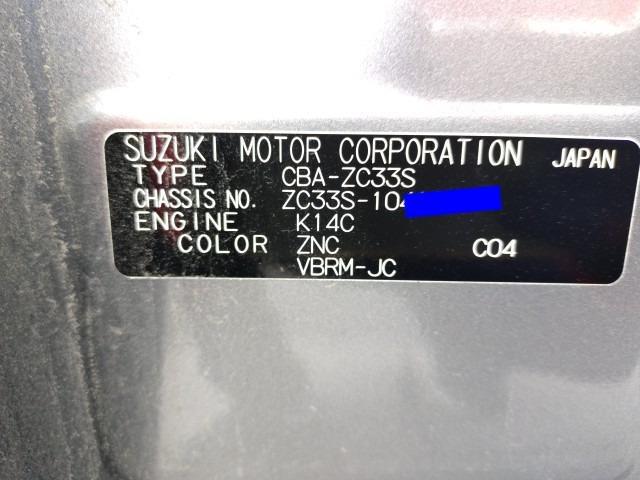 SUZUKI MOTOR CORPORATION JAPAN
TYPE CBA-ZC33S
CHASSIS NO. ZC33S-10
ENGINE K14C
COLOR ZNC C04
VBRM-JC